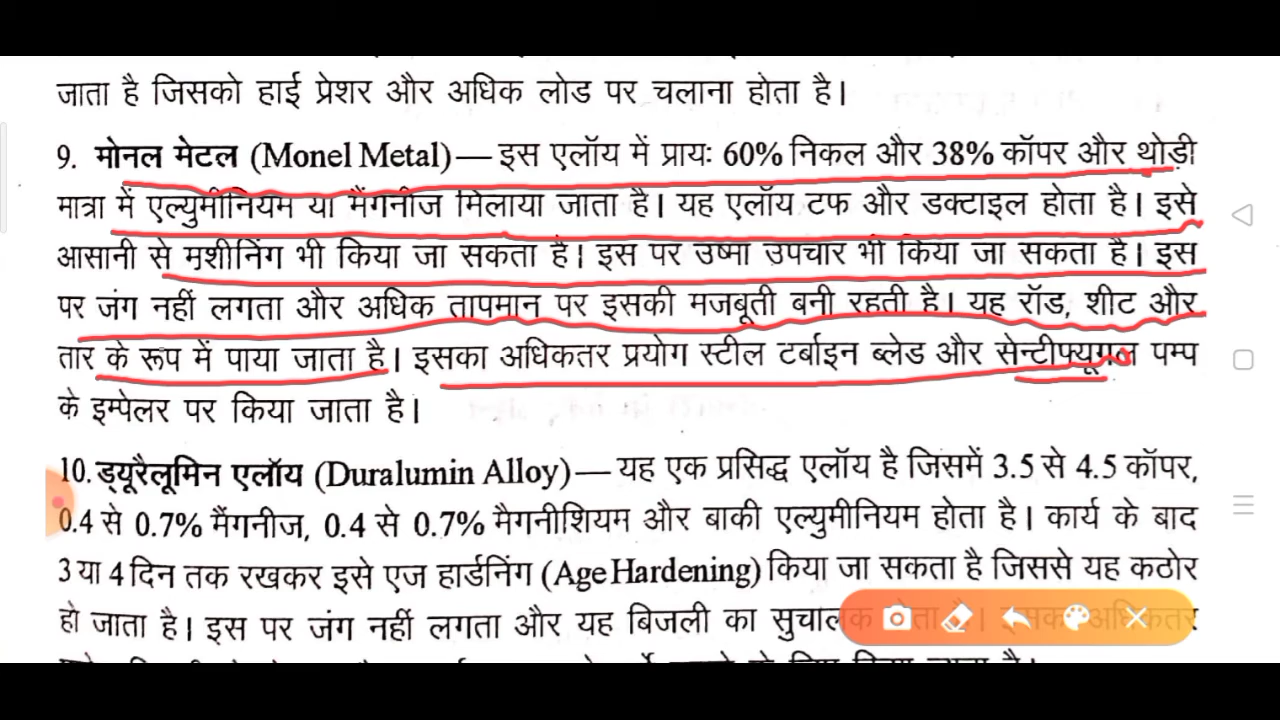 जाता है जिसको हाई प्रेशर और अधिक लोड पर चलाना होता है।
9. मोनल मेटल (Monel Metal)— इस एलॉय में प्रायः 60% निकल और 38% कॉपर और थोड़ी
मात्रा में एल्युमीनियम या मैंगनीज मिलाया जाता है। यह एलॉय टफ और डक्टाइल होता है। इसे
आसानी से मशीनिंग भी किया जा सकता है। इस पर उष्मा उपचार भी किया जा सकता है। इस
पर जंग नहीं लगता और अधिक तापमान पर इसकी मजबूती बनी रहती है। यह रॉड, शीट और
तार के रूप में पाया जाता है। इसका अधिकतर प्रयोग स्टील टर्बाइन ब्लेड और सेन्टीफ्यूगल पम्प
के इम्पेलर पर किया जाता है।
10. ड्यूरैलूमिन एलॉय (Duralumin Alloy)— यह एक प्रसिद्ध एलॉय है जिसमें 3.5 से 4.5 कॉपर,
0.4 से 0.7% मैंगनीज, 0.4 से 0.7% मैगनीशियम और बाकी एल्युमीनियम होता है। कार्य के बाद
3 या 4 दिन तक रखकर इसे एज हार्डनिंग (Age Hardening) किया जा सकता है जिससे यह कठोर
हो जाता है। इस पर जंग नहीं लगता और यह बिजली का सुचालक होता है। इसका अधिकतर